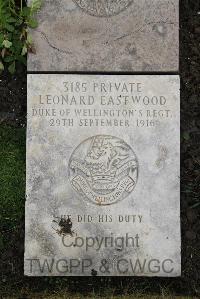 3185 PRIVATE
LEONARD EASTWOOD
DUKE OF WELLINGTON'S REGT.
29TH SEPTEMBER 1916
HE DID HIS DUTY
Copyright
TWGPP & CWGC